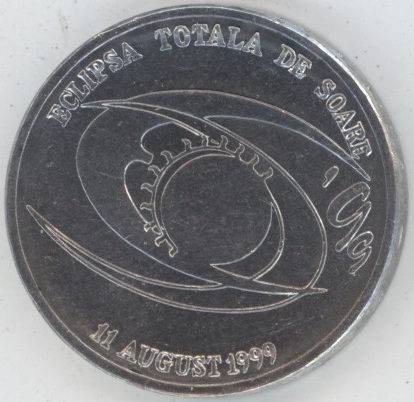 ECLIPSA TOTALA DE SOARE
11 AUGUST 1999